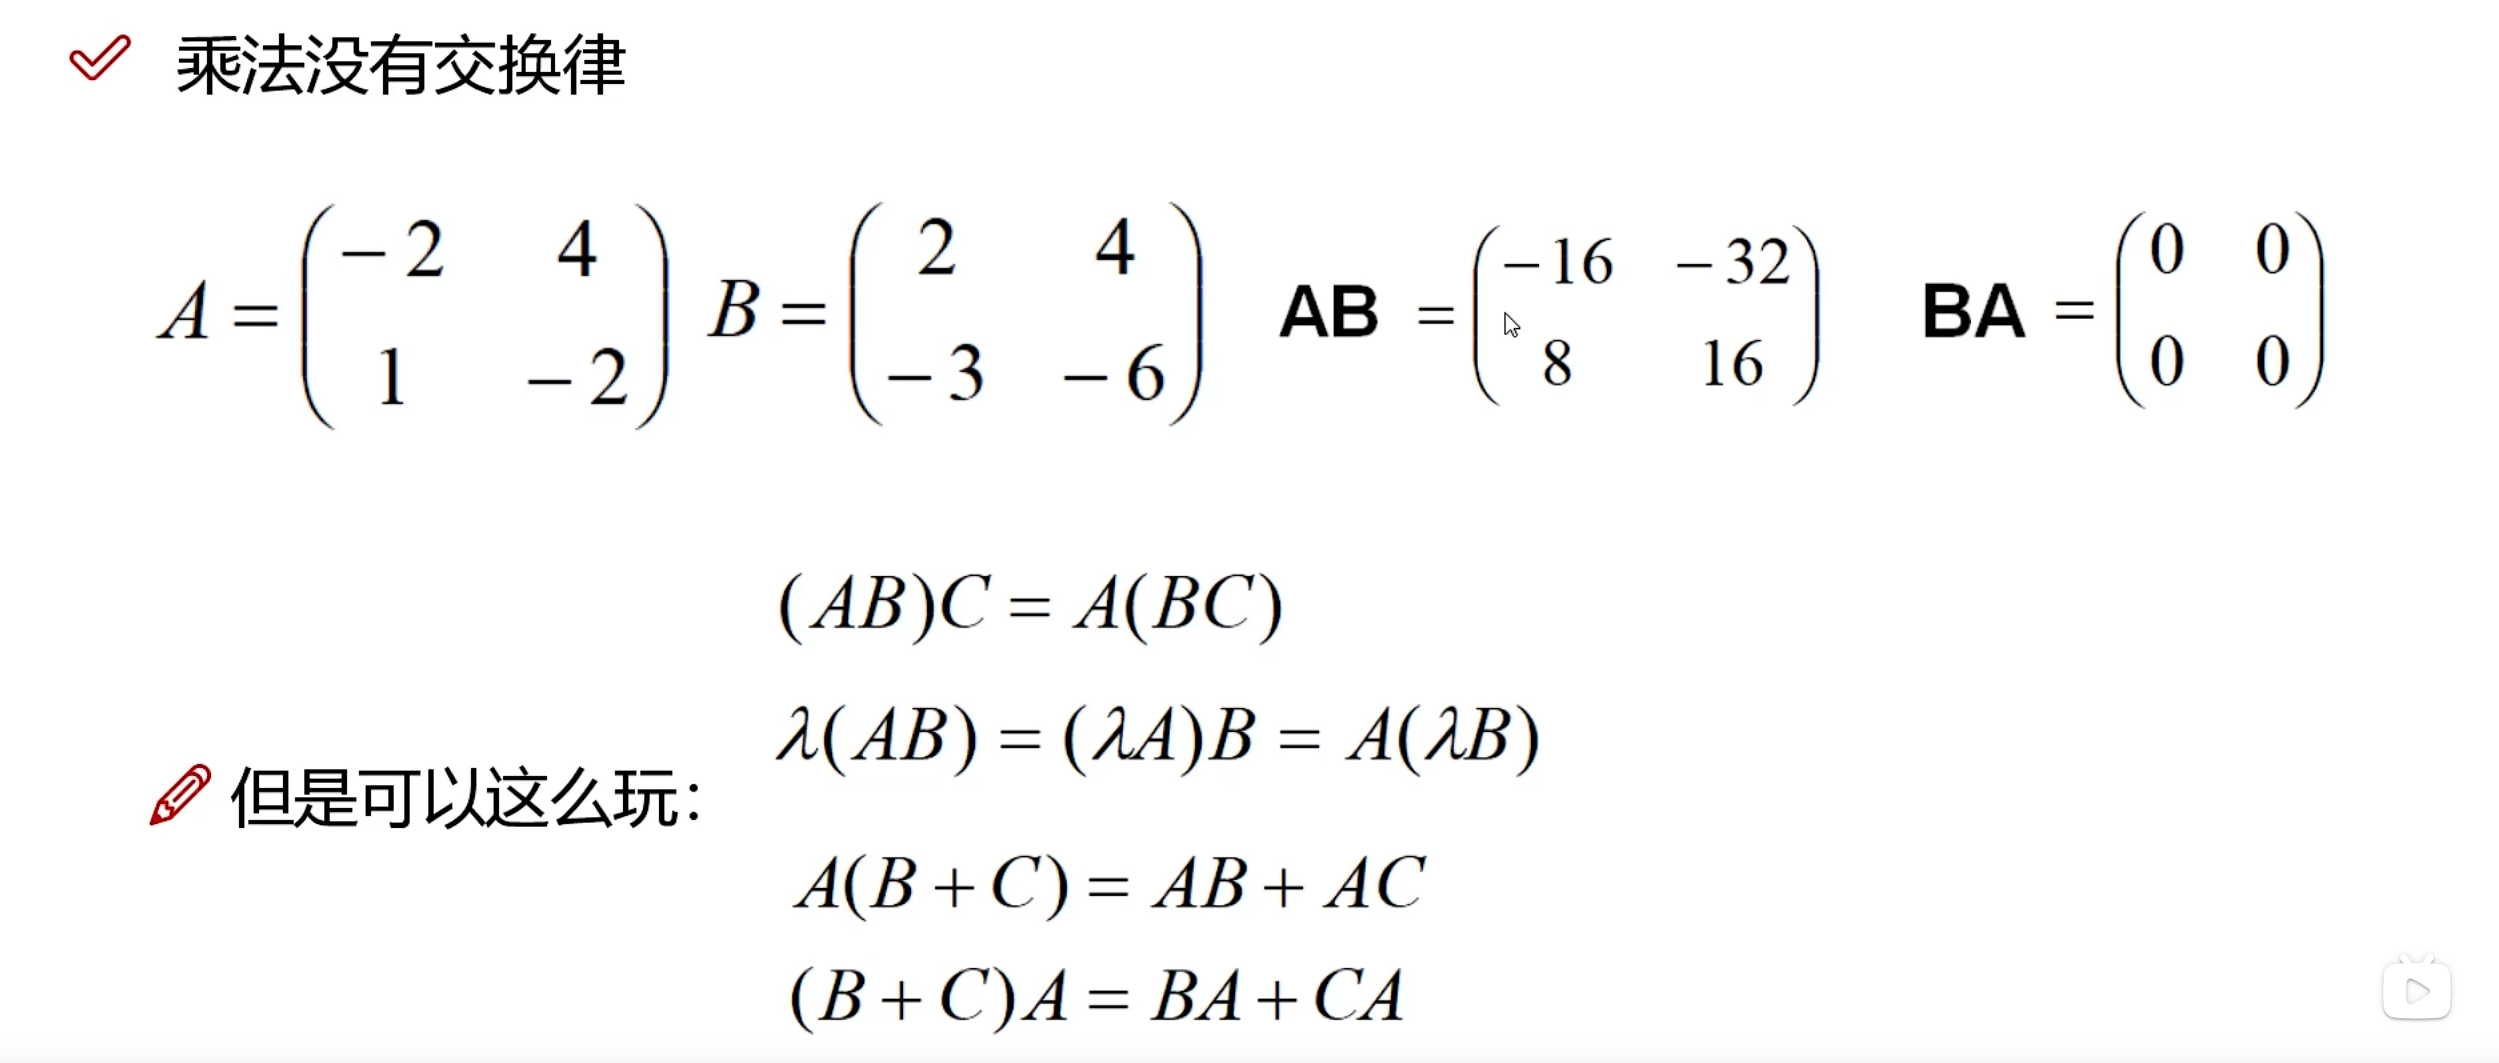 乘法没有交换律
A = ( −2 4 ; 1 −2 ) B = ( 2 4 ; −3 −6 ) AB = ( −16 −32 ; 8 16 ) BA = ( 0 0 ; 0 0 )
(AB)C = A(BC)
λ(AB) = (λA)B = A(λB)
但是可以这么玩：
A(B + C) = AB + AC
(B + C)A = BA + CA